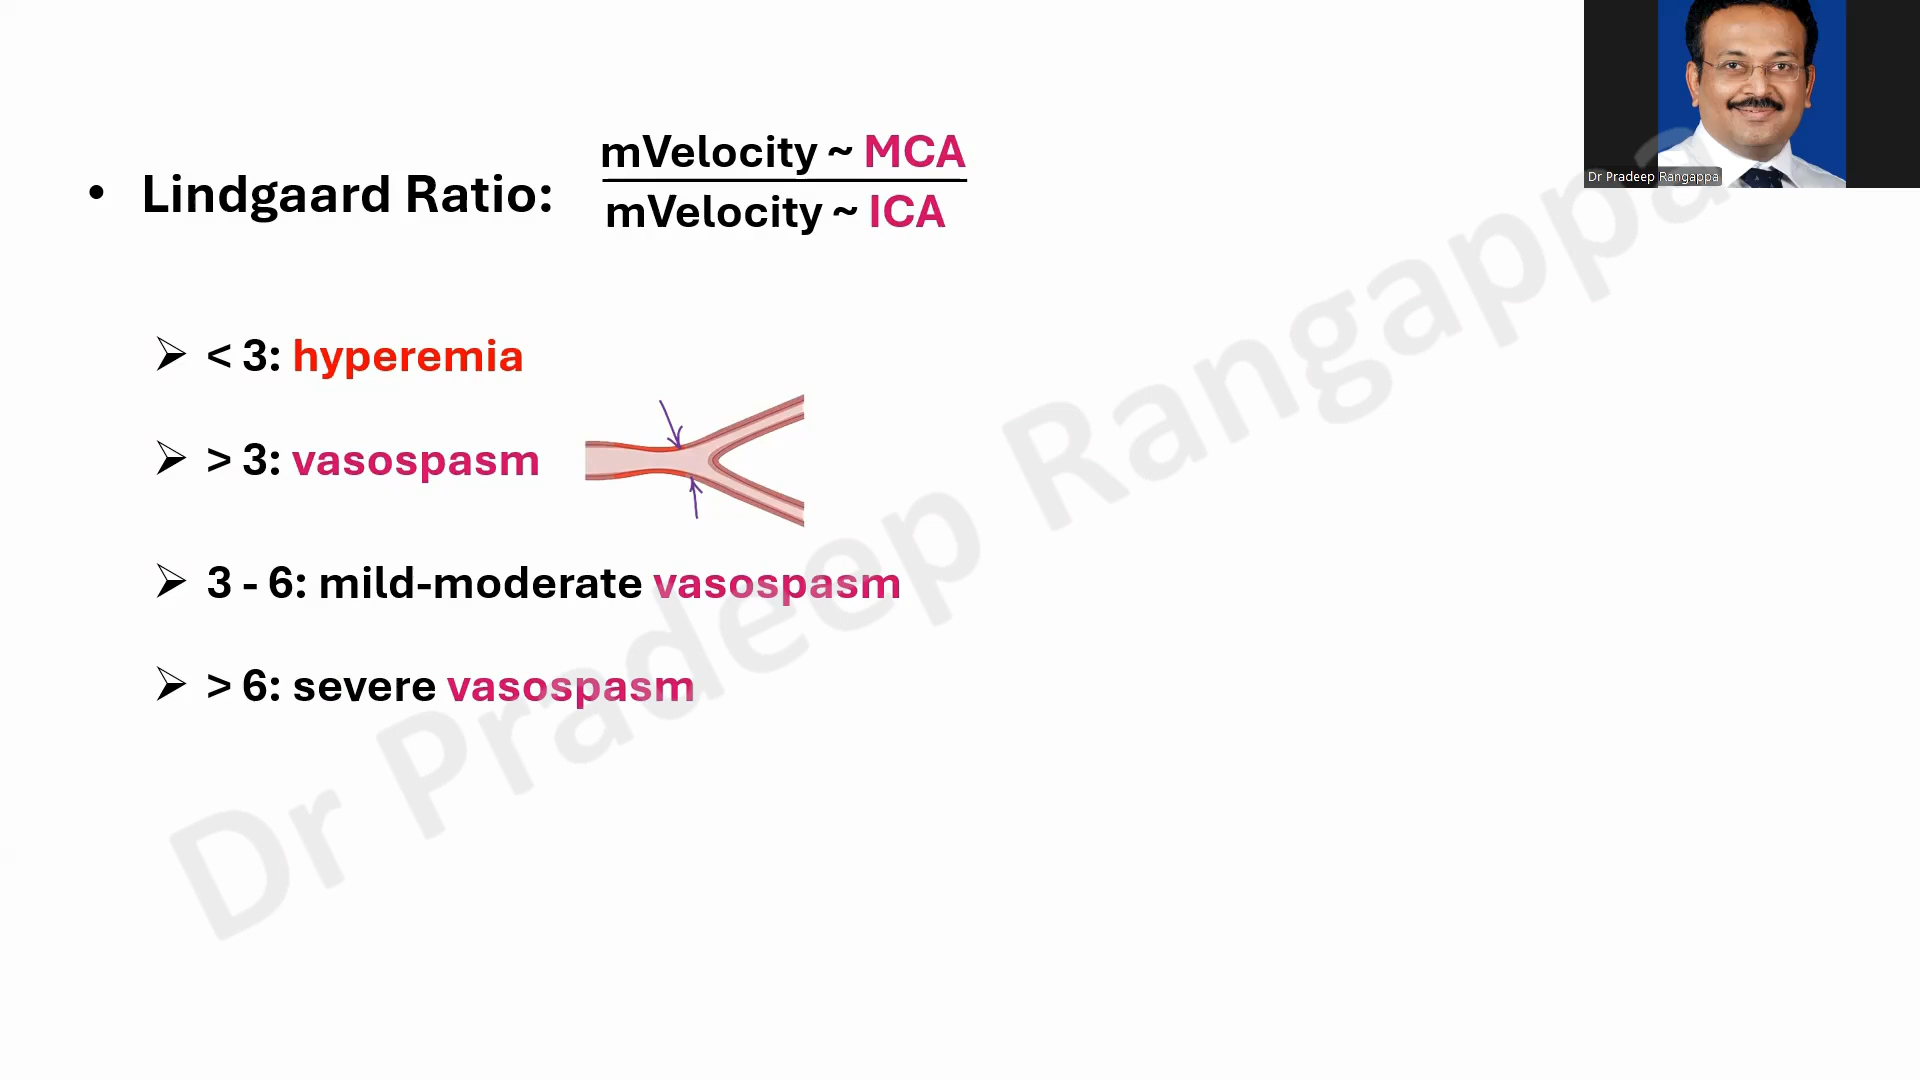 mVelocity ~ MCA
• Lindgaard Ratio:
mVelocity ~ ICA
Dr Pradeep Rangappa
➢ < 3: hyperemia
➢ > 3: vasospasm
➢ 3 - 6: mild-moderate vasospasm
➢ > 6: severe vasospasm
Dr Pradeep Rangappa